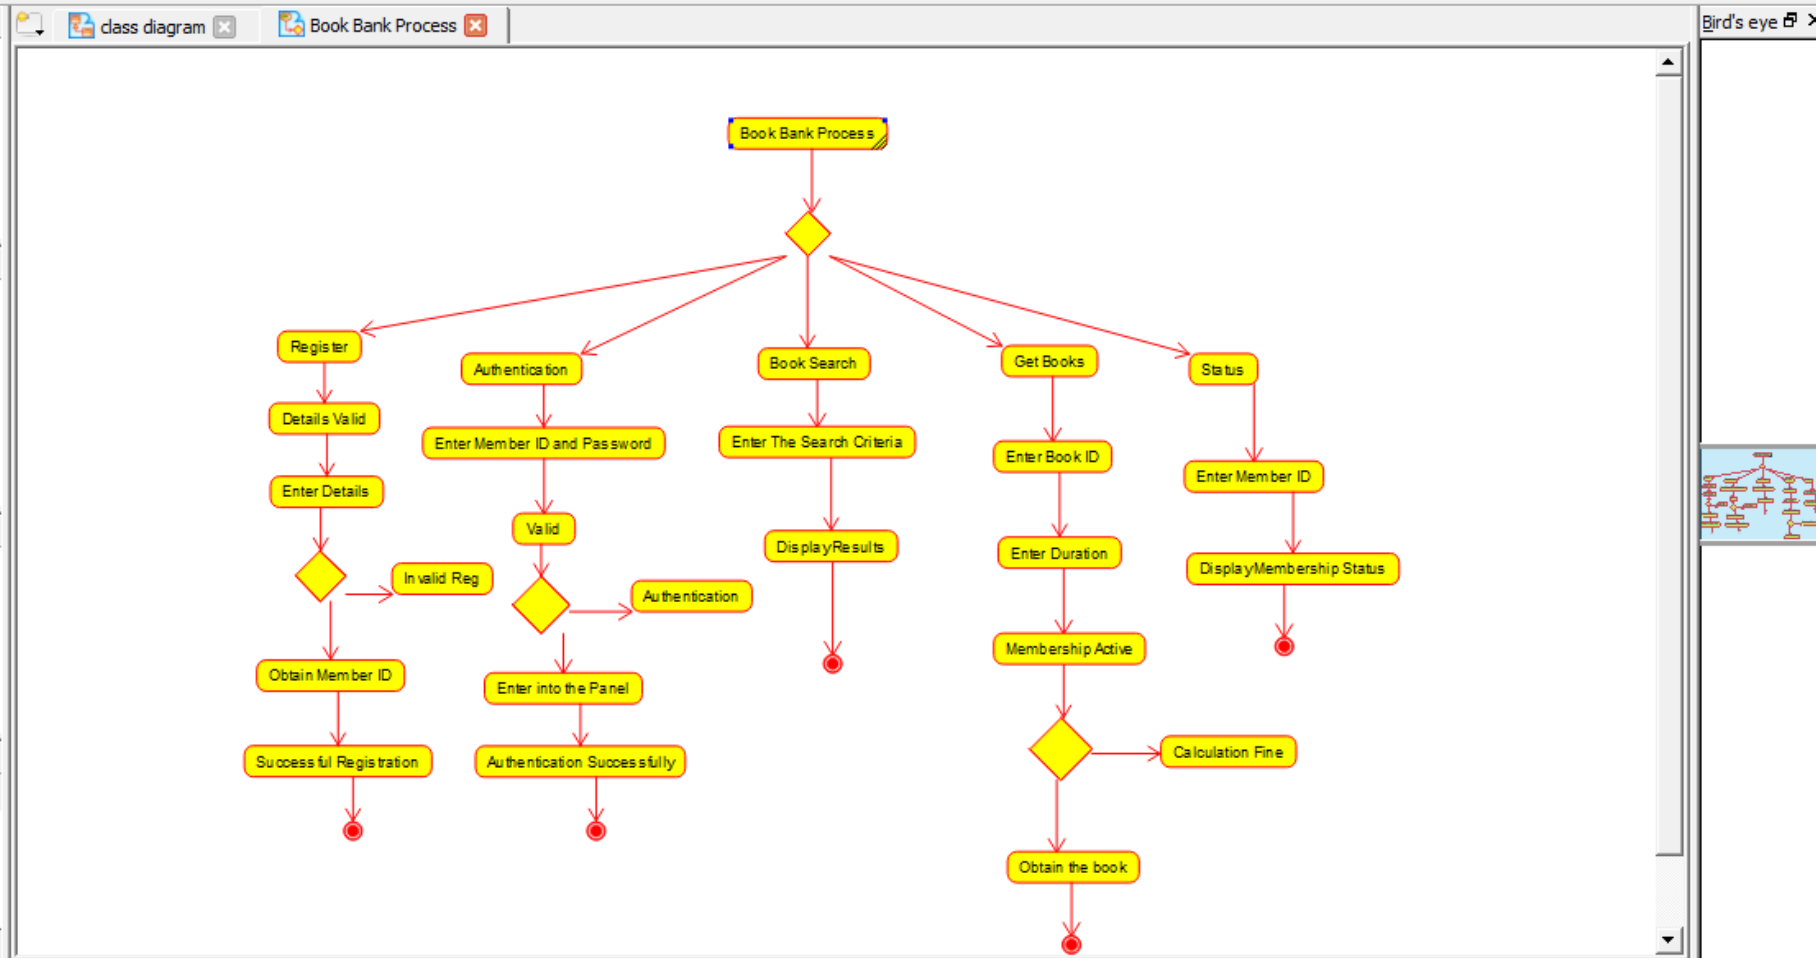 class diagram
Book Bank Process
Bird's eye
Book Bank Process
Register
Authentication
Book Search
Get Books
Status
Details Valid
Enter Member ID and Password
Enter The Search Criteria
Enter Book ID
Enter Member ID
Enter Details
Valid
DisplayResults
Enter Duration
DisplayMembership Status
Invalid Reg
Authentication
Membership Active
Obtain Member ID
Enter into the Panel
Successful Registration
Authentication Successfully
Calculation Fine
Obtain the book